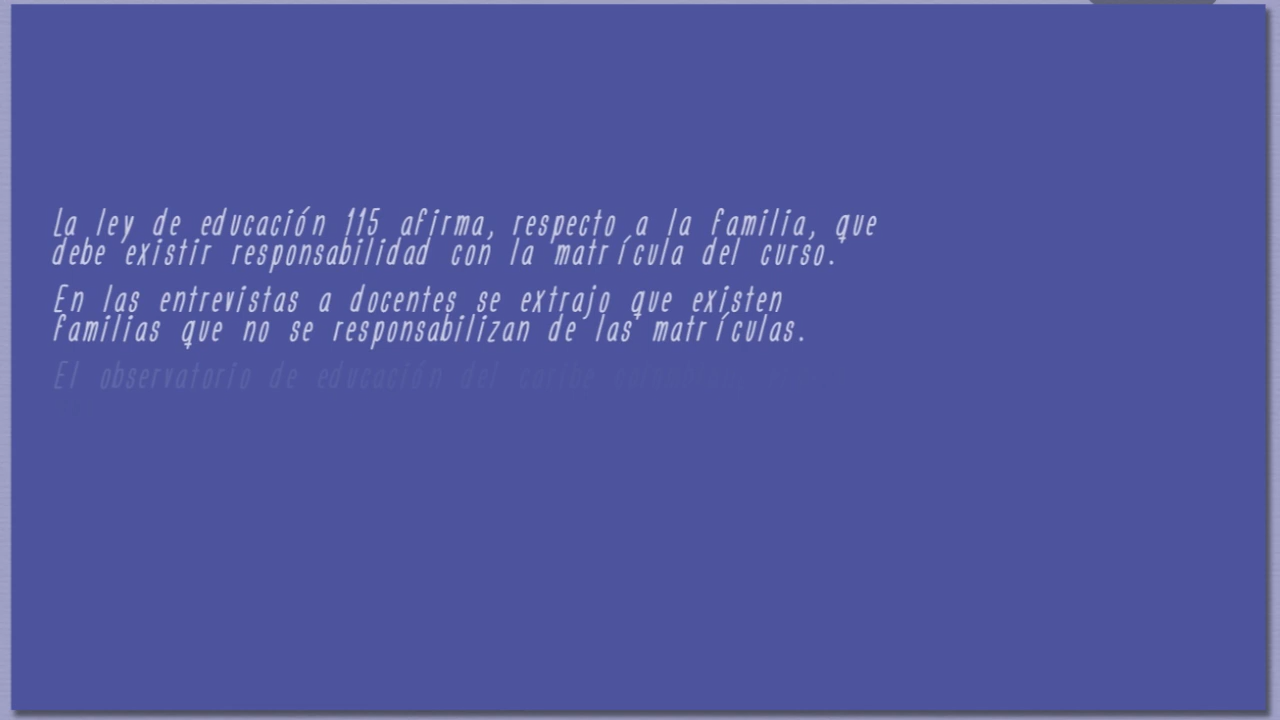 La ley de educación 115 afirma, respecto a la familia, que
debe existir responsabilidad con la matrícula del curso.
En las entrevistas a docentes se extrajo que existen
familias que no se responsabilizan de las matrículas.
El observatorio de educación del caribe